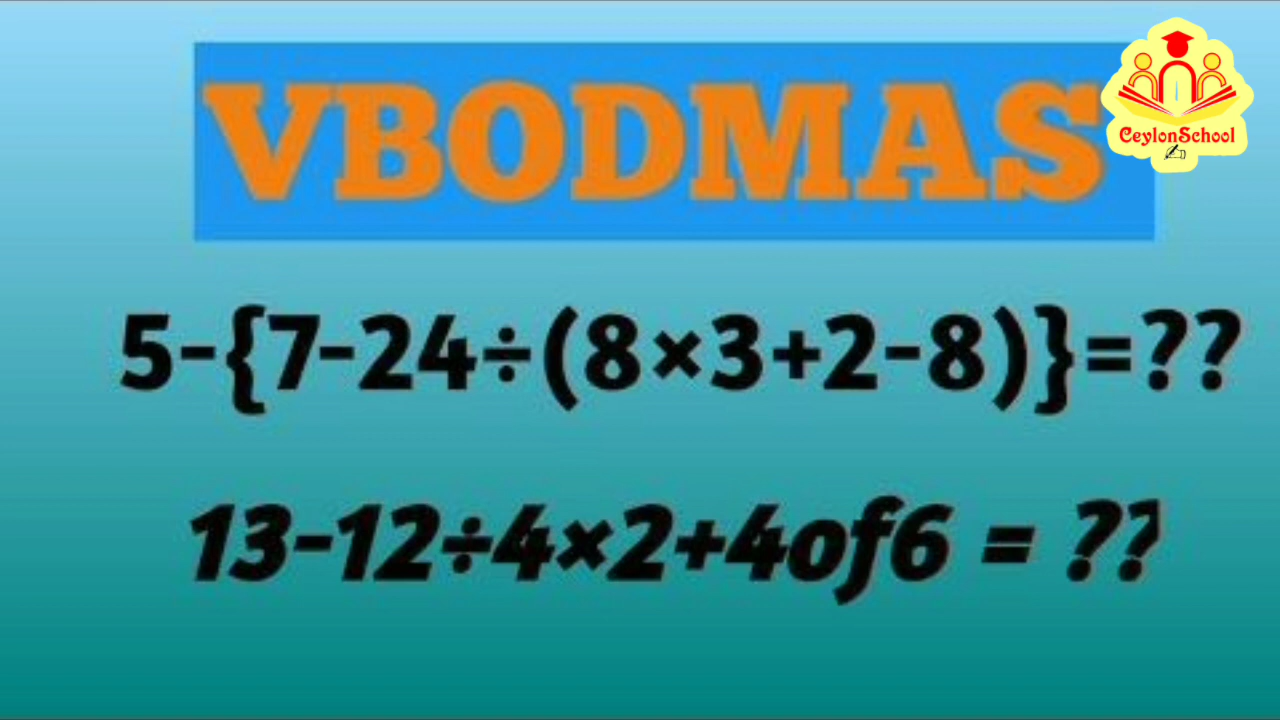 VBODMAS
CeylonSchool
5-{7-24÷(8×3+2-8)}=??
13-12÷4×2+4of6 = ??